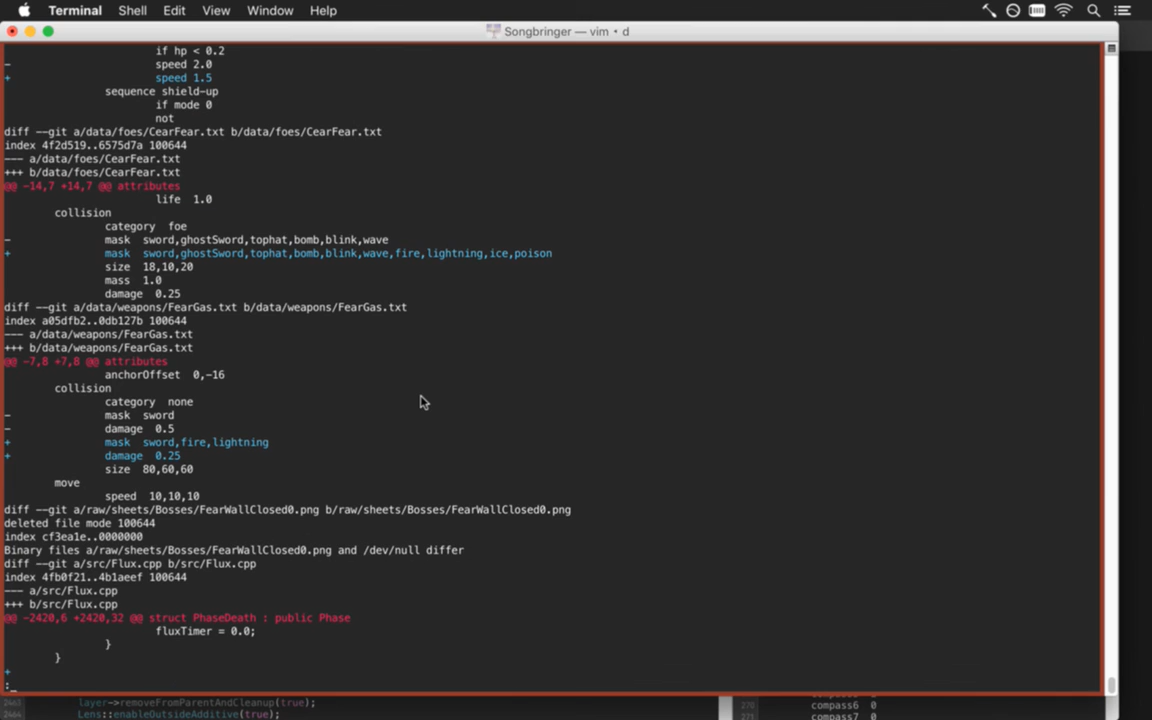 Terminal Shell Edit View Window Help
Songbringer — vim • d
if hp < 0.2
- speed 2.0
+ speed 1.5
sequence shield-up
if mode 0
not
diff --git a/data/foes/CearFear.txt b/data/foes/CearFear.txt
index 4f2d519..6575d7a 100644
--- a/data/foes/CearFear.txt
+++ b/data/foes/CearFear.txt
@@ -14,7 +14,7 @@ attributes
life 1.0
collision
category foe
- mask sword,ghostSword,tophat,bomb,blink,wave
+ mask sword,ghostSword,tophat,bomb,blink,wave,fire,lightning,ice,poison
size 18,10,20
mass 1.0
damage 0.25
diff --git a/data/weapons/FearGas.txt b/data/weapons/FearGas.txt
index a05dfb2..0db127b 100644
--- a/data/weapons/FearGas.txt
+++ b/data/weapons/FearGas.txt
@@ -7,8 +7,8 @@ attributes
anchorOffset 0,-16
collision
category none
- mask sword
- damage 0.5
+ mask sword,fire,lightning
+ damage 0.25
size 80,60,60
move
speed 10,10,10
diff --git a/raw/sheets/Bosses/FearWallClosed0.png b/raw/sheets/Bosses/FearWallClosed0.png
deleted file mode 100644
index cf3ea1e..0000000
Binary files a/raw/sheets/Bosses/FearWallClosed0.png and /dev/null differ
diff --git a/src/Flux.cpp b/src/Flux.cpp
index 4fb0f21..4b1aeef 100644
--- a/src/Flux.cpp
+++ b/src/Flux.cpp
@@ -2420,6 +2420,32 @@ struct PhaseDeath : public Phase
fluxTimer = 0.0;
}
}
+
:
2463 layer->removeFromParentAndCleanup(true);
2464 Lens::enableOutsideAdditive(true);
270 compass6 0
271 compass7 0